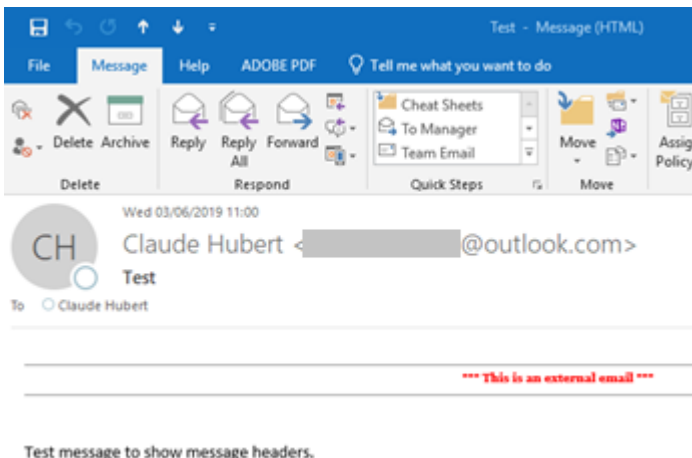 Test - Message (HTML)
File Message Help ADOBE PDF Tell me what you want to do
Delete Archive Reply Reply All Forward Cheat Sheets To Manager Team Email Move Assig Policy
Delete Respond Quick Steps Move
Wed 03/06/2019 11:00
CH Claude Hubert < @outlook.com>
Test
To Claude Hubert
*** This is an external email ***
Test message to show message headers.